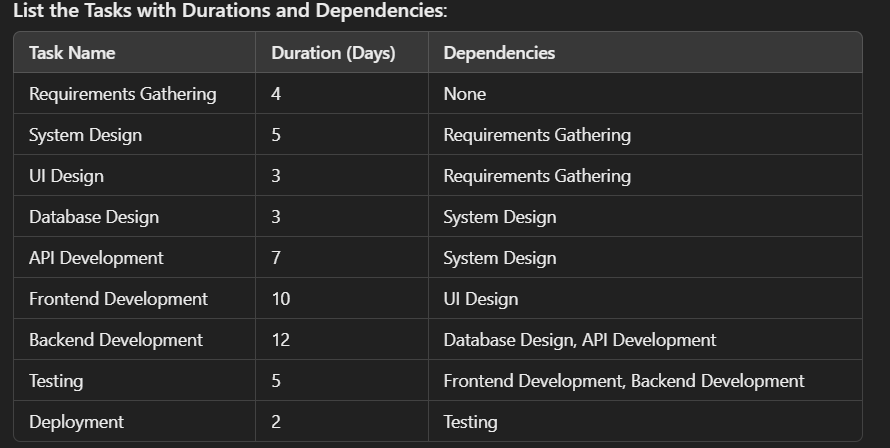 List the Tasks with Durations and Dependencies:
Task Name Duration (Days) Dependencies
Requirements Gathering 4 None
System Design 5 Requirements Gathering
UI Design 3 Requirements Gathering
Database Design 3 System Design
API Development 7 System Design
Frontend Development 10 UI Design
Backend Development 12 Database Design, API Development
Testing 5 Frontend Development, Backend Development
Deployment 2 Testing